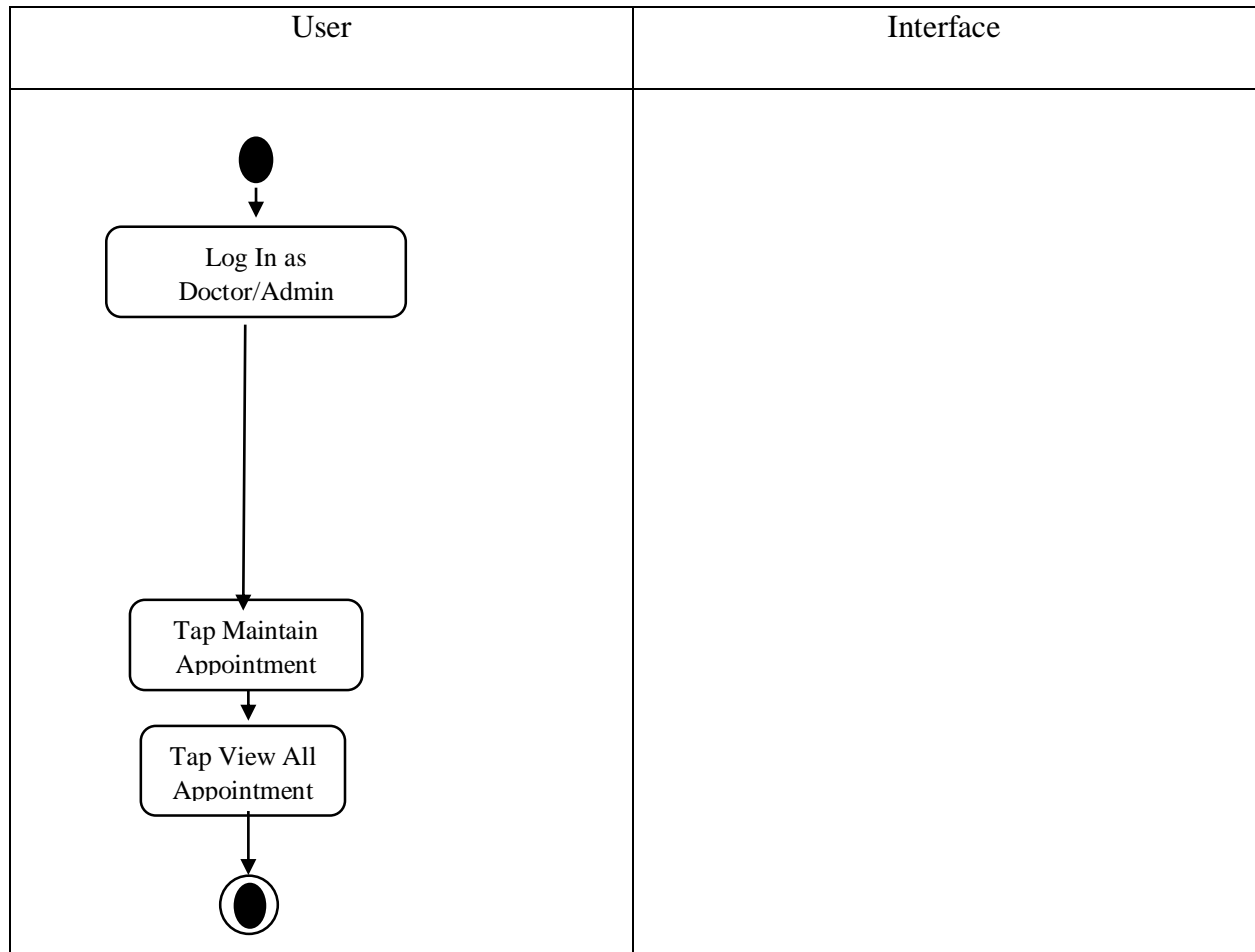 User
Interface
Log In as
Doctor/Admin
Tap Maintain
Appointment
Tap View All
Appointment